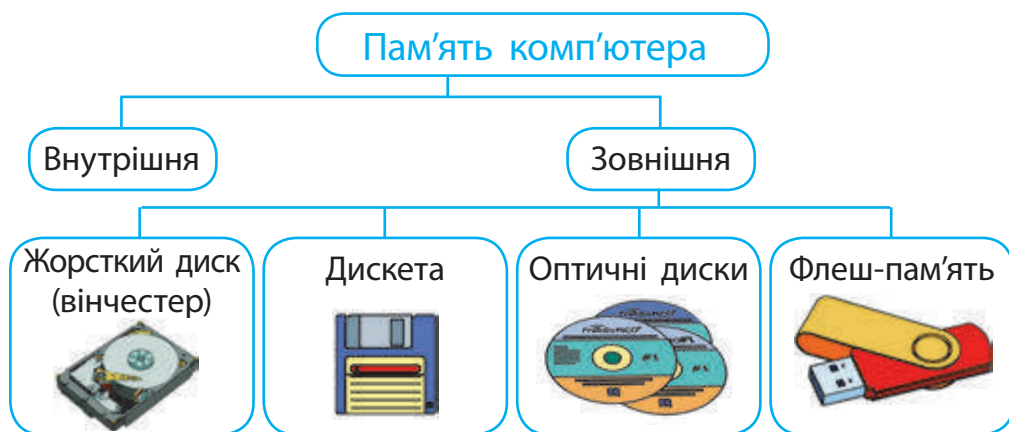 Пам'ять комп'ютера
Внутрішня
Зовнішня
Жорсткий диск
(вінчестер)
Дискета
Оптичні диски
Флеш-пам'ять